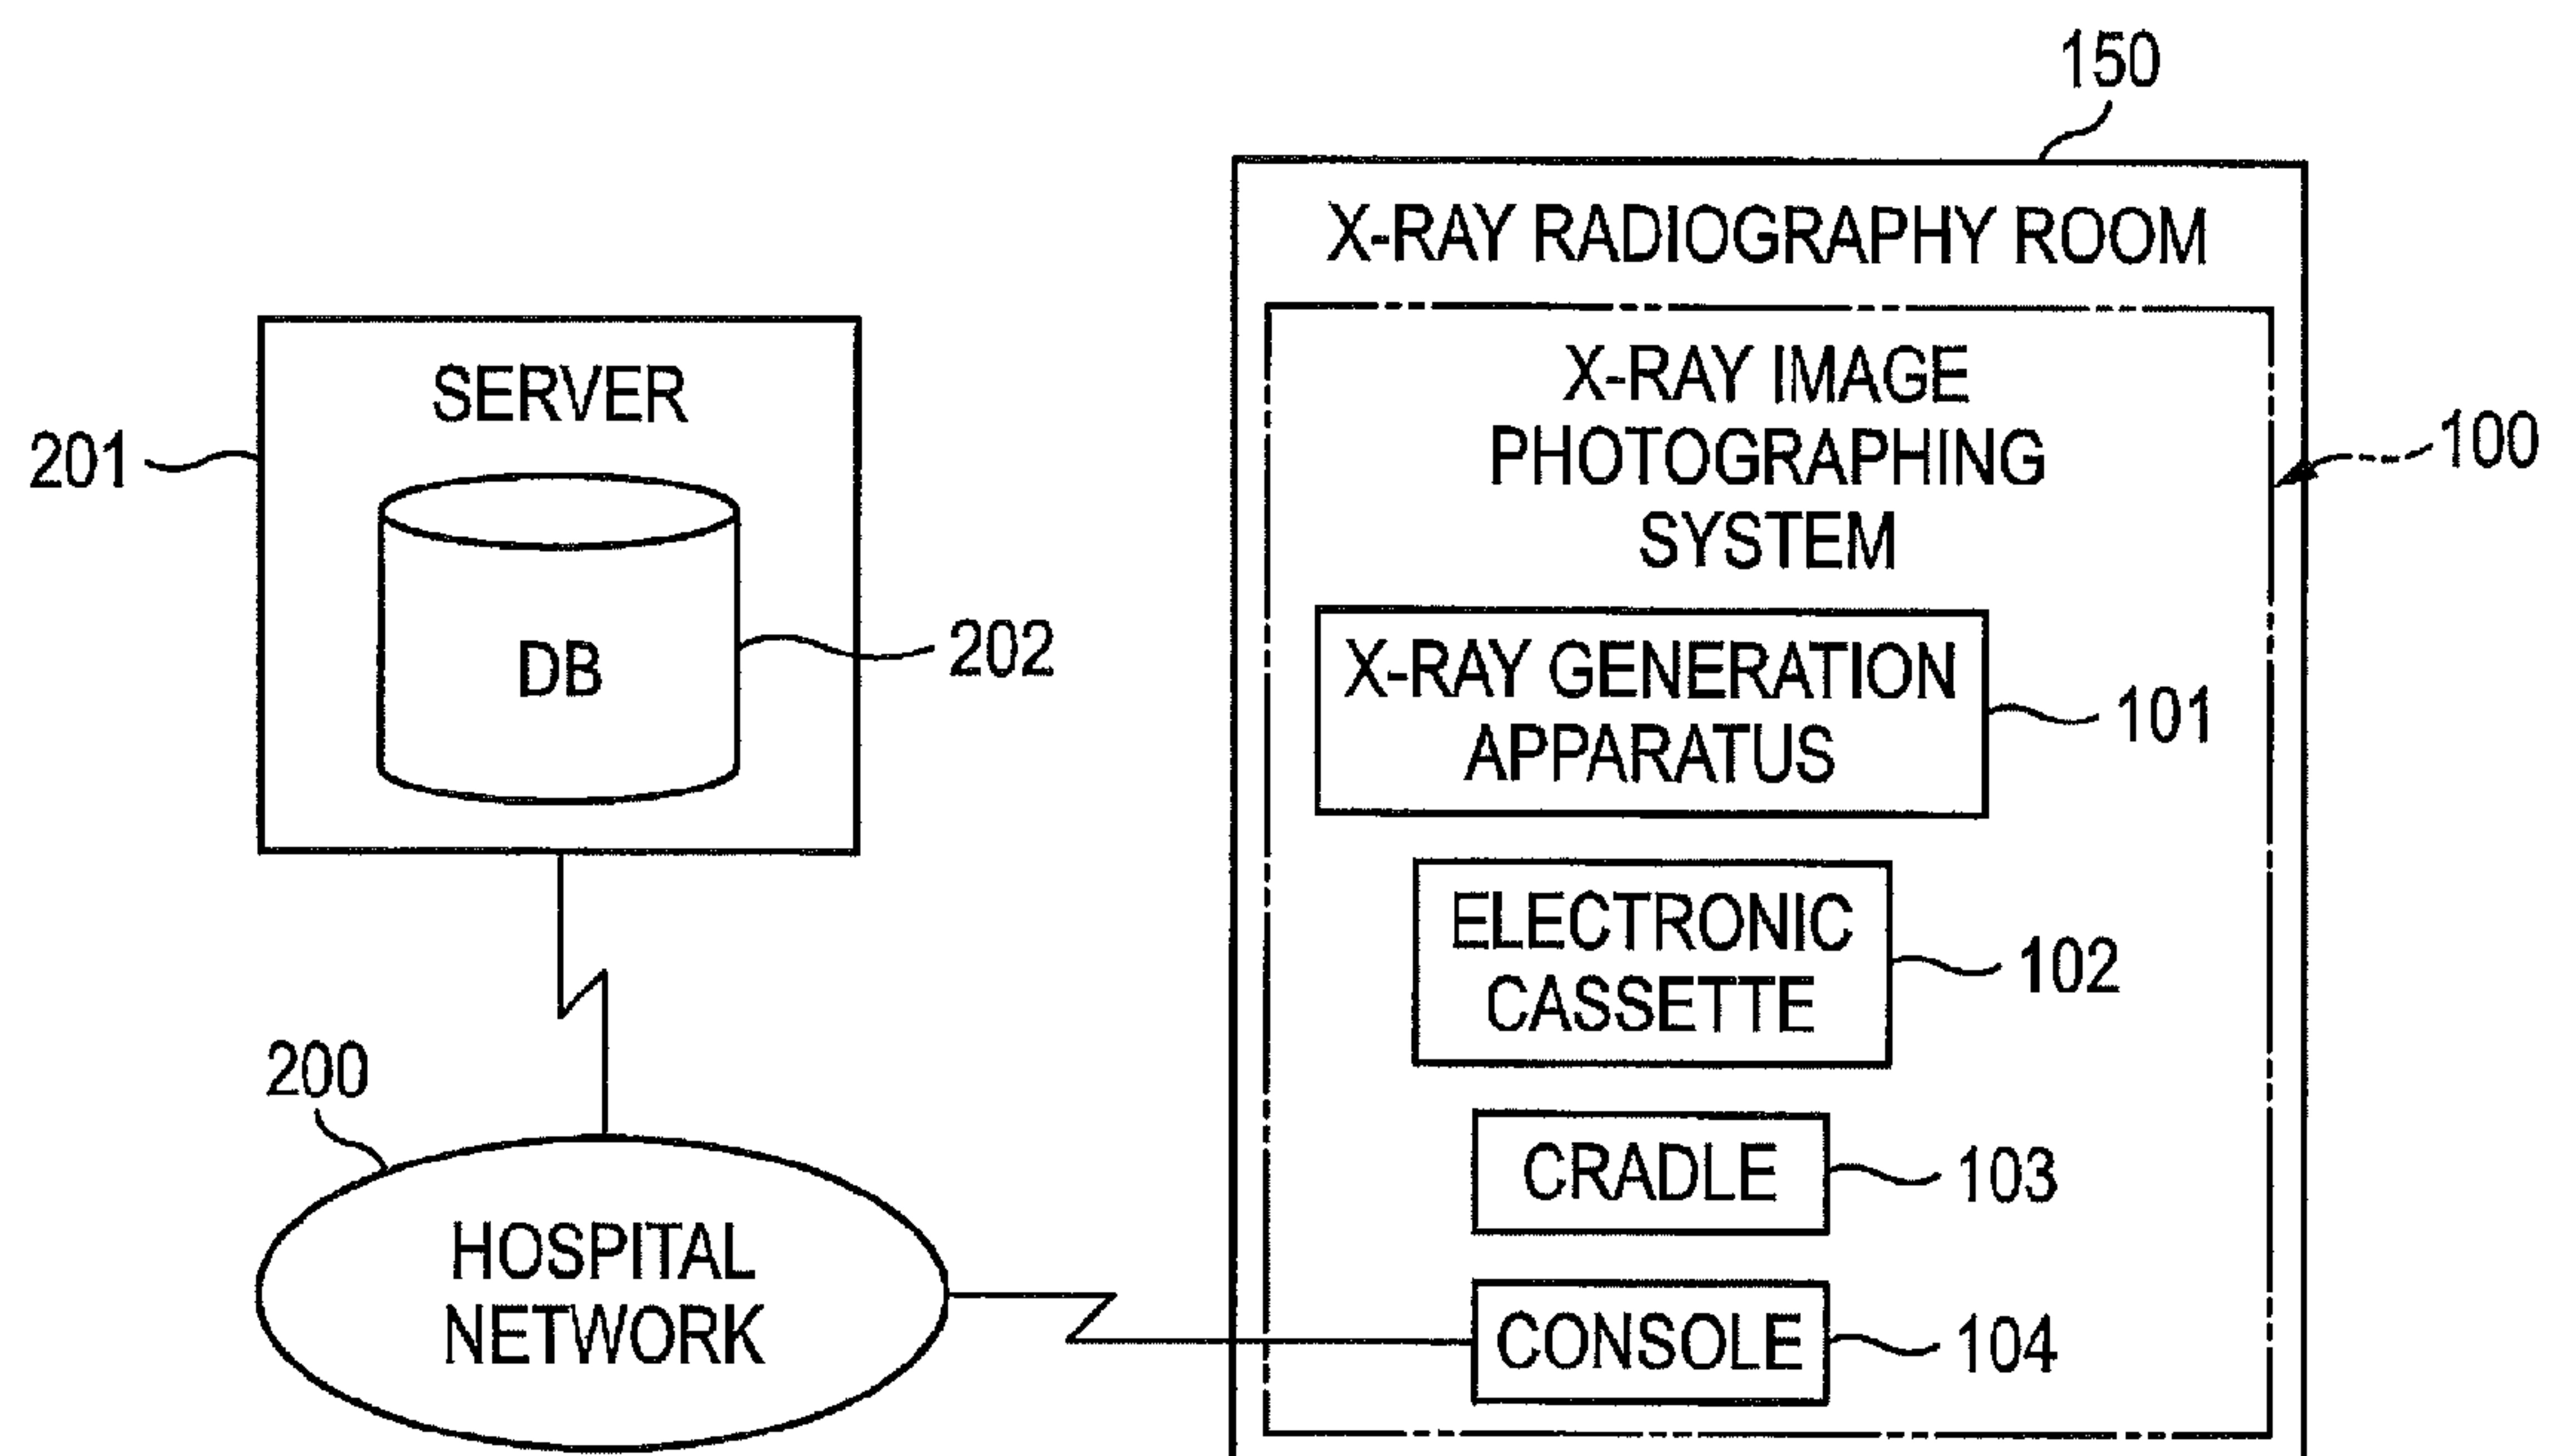 150
X-RAY RADIOGRAPHY ROOM
X-RAY IMAGE
PHOTOGRAPHING
SYSTEM
100
SERVER
201
DB
202
X-RAY GENERATION
APPARATUS
101
ELECTRONIC
CASSETTE
102
200
HOSPITAL
NETWORK
CRADLE
103
CONSOLE
104